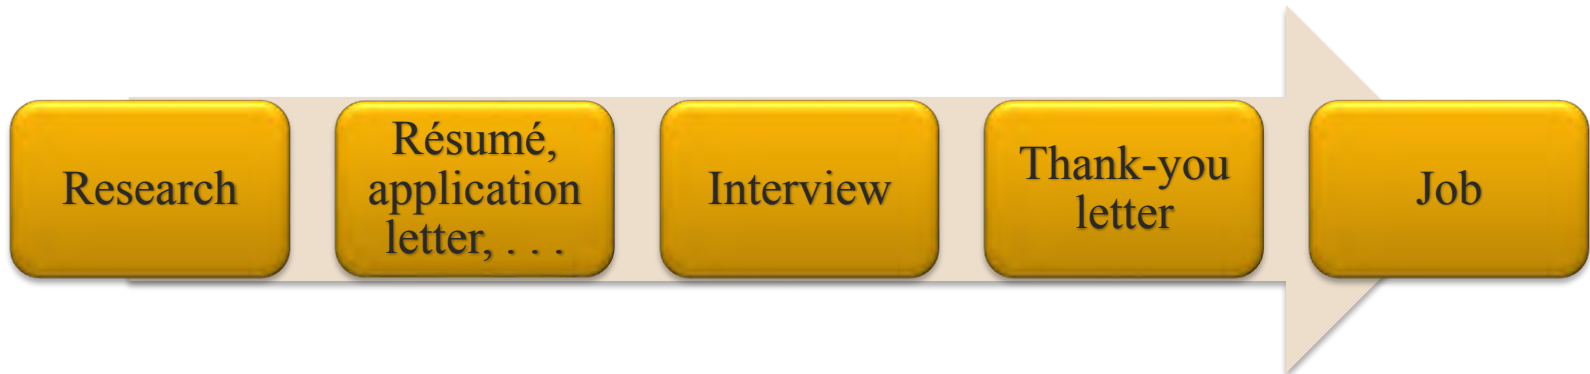 Research
Résumé,
application
letter, . . .
Interview
Thank-you
letter
Job